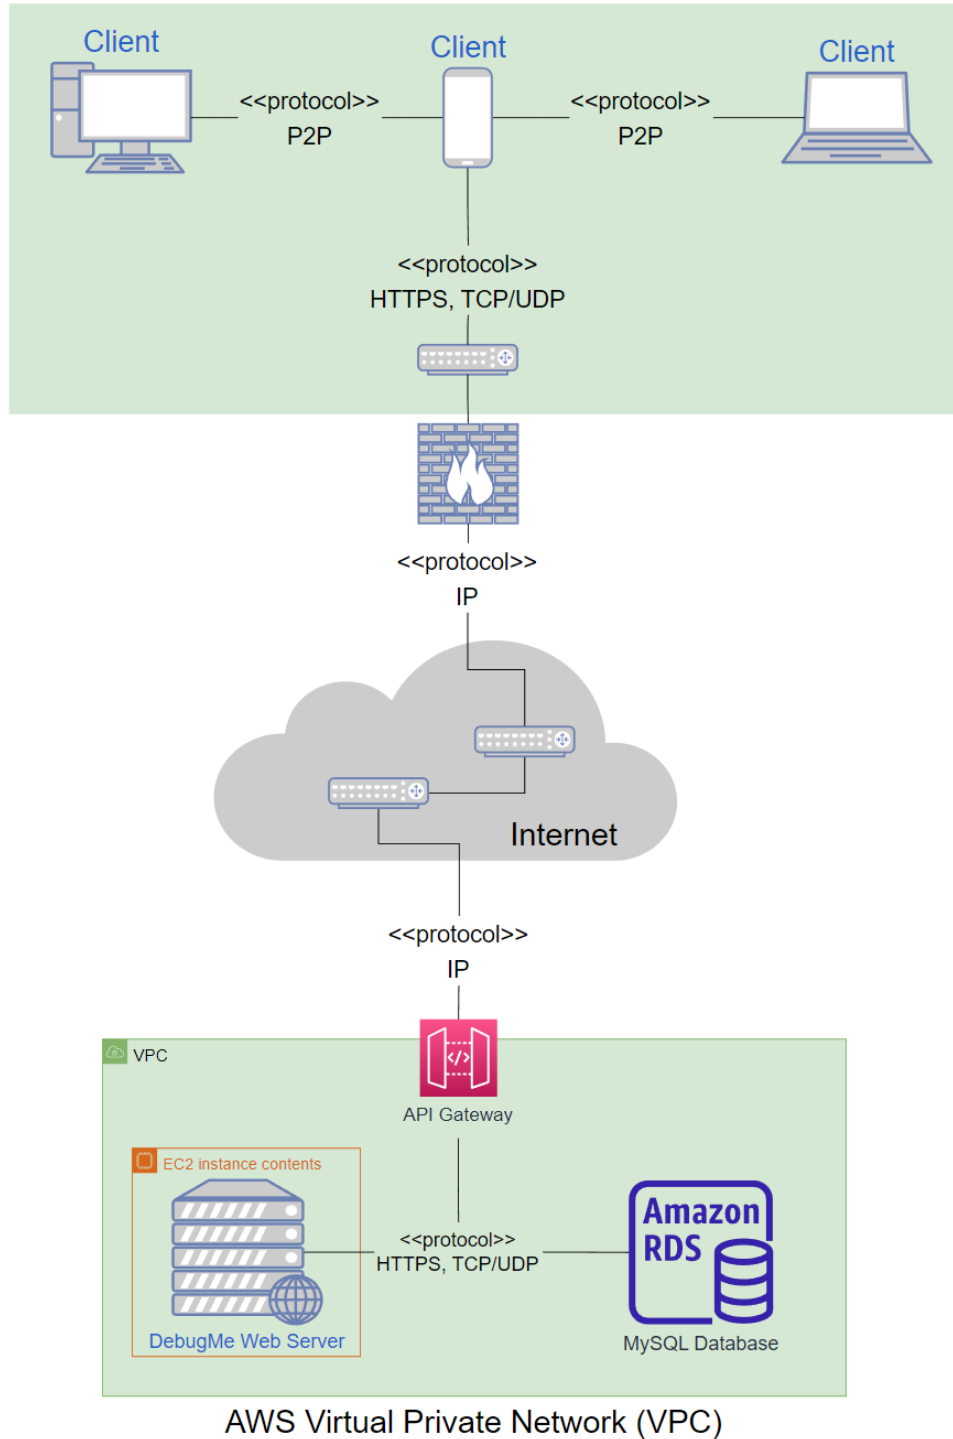 Client
Client
Client
<<protocol>>
P2P
<<protocol>>
P2P
<<protocol>>
HTTPS, TCP/UDP
<<protocol>>
IP
Internet
<<protocol>>
IP
VPC
</>
API Gateway
EC2 instance contents
Amazon
RDS
<<protocol>>
HTTPS, TCP/UDP
DebugMe Web Server
MySQL Database
AWS Virtual Private Network (VPC)